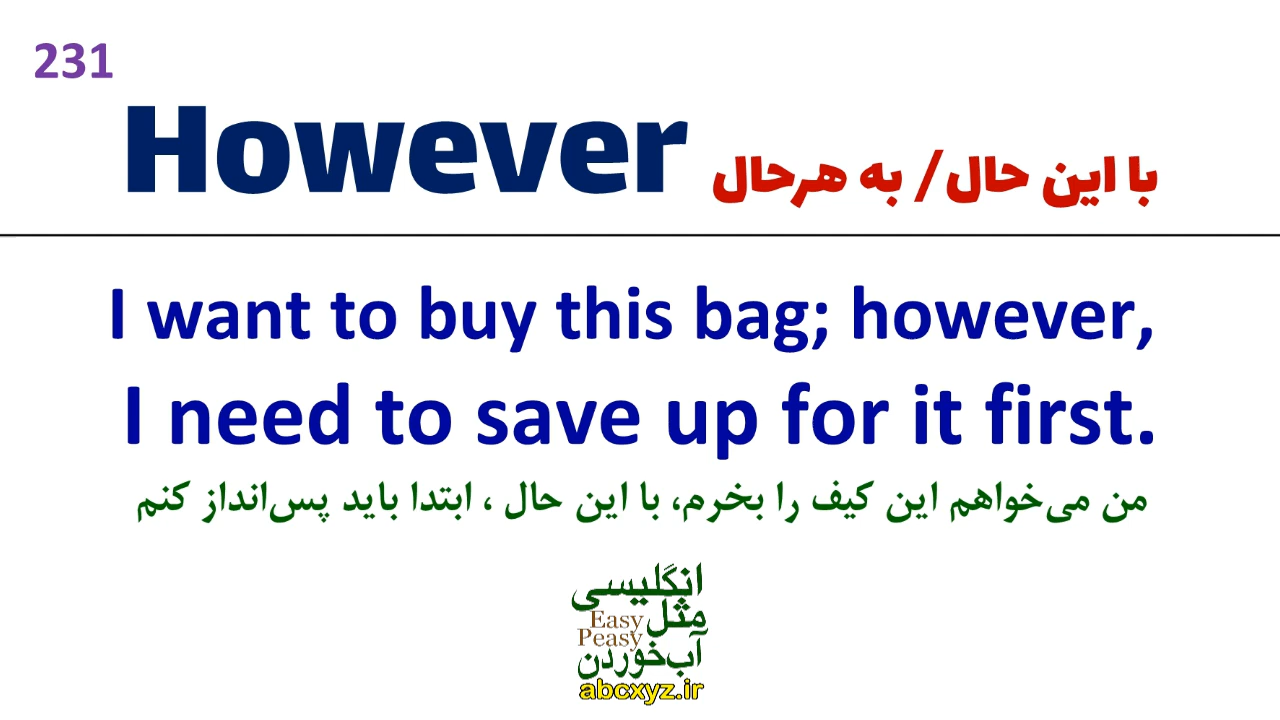 231
However با این حال/ به هرحال
I want to buy this bag; however,
I need to save up for it first.
من می‌خواهم این کیف را بخرم، با این حال ، ابتدا باید پس‌انداز کنم
انگلیسی
مثل Easy
Peasy
آب‌خوردن
abcxyz.ir